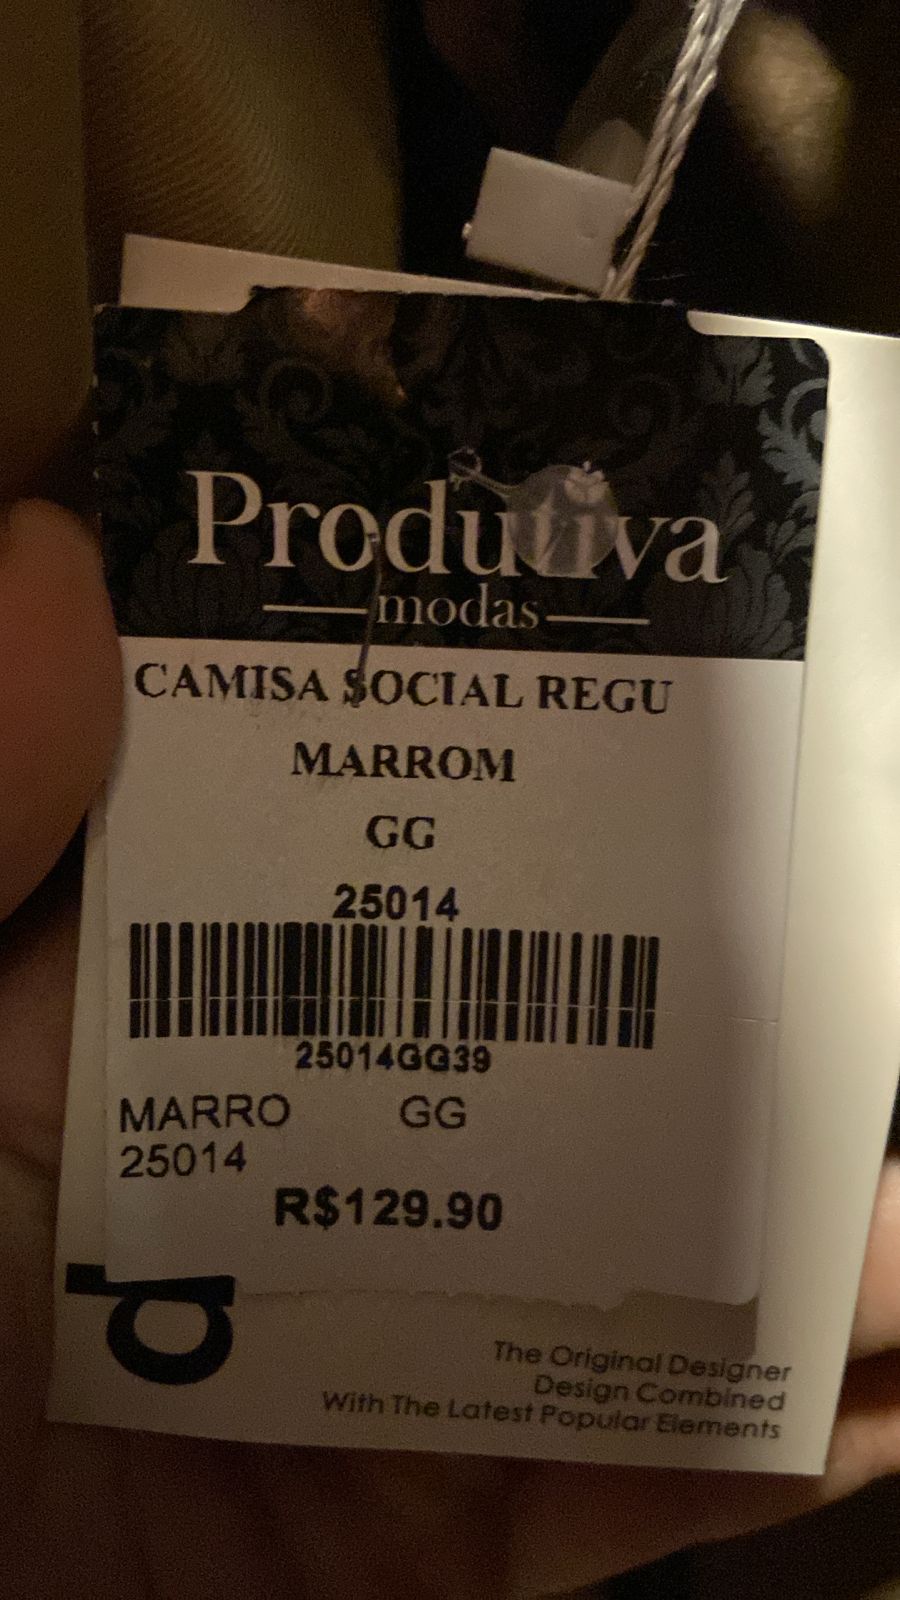 Produtiva
modas
CAMISA SOCIAL REGU
MARROM
GG
25014
25014GG39
MARRO GG
25014
R$129.90
d
The Original Designer
Design Combined
With The Latest Popular Elements